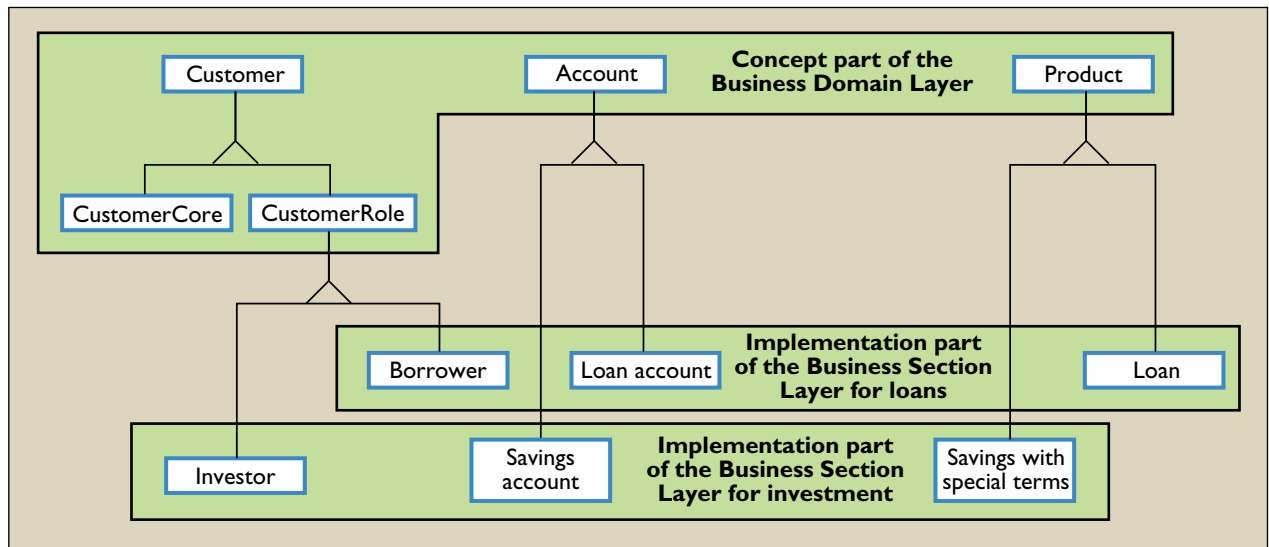 Customer
Account
Concept part of the
Business Domain Layer
Product
CustomerCore
CustomerRole
Borrower
Loan account
Implementation part
of the Business Section
Layer for loans
Loan
Investor
Savings
account
Implementation part
of the Business Section
Layer for investment
Savings with
special terms